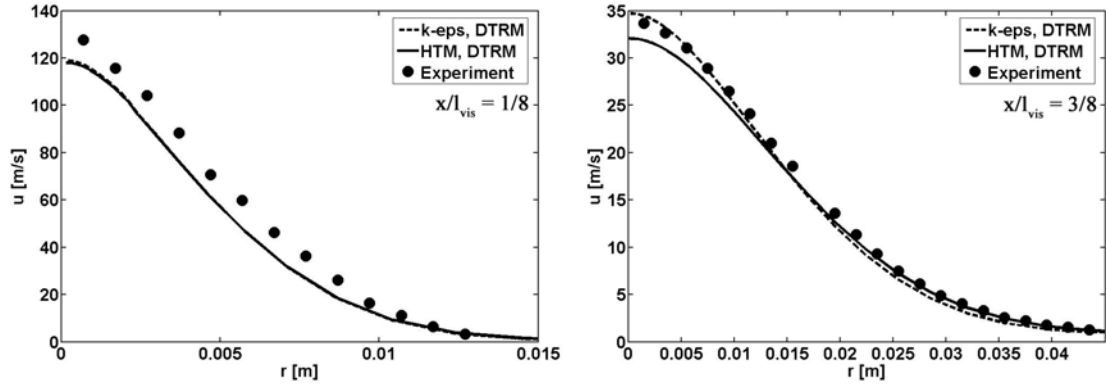 140
120
100
80
60
40
20
0
u [m/s]
0
0.005
0.01
0.015
r [m]
k-eps, DTRM
HTM, DTRM
Experiment
x/l_vis = 1/8
35
30
25
20
15
10
5
0
u [m/s]
0
0.005
0.01
0.015
0.02
0.025
0.03
0.035
0.04
r [m]
k-eps, DTRM
HTM, DTRM
Experiment
x/l_vis = 3/8